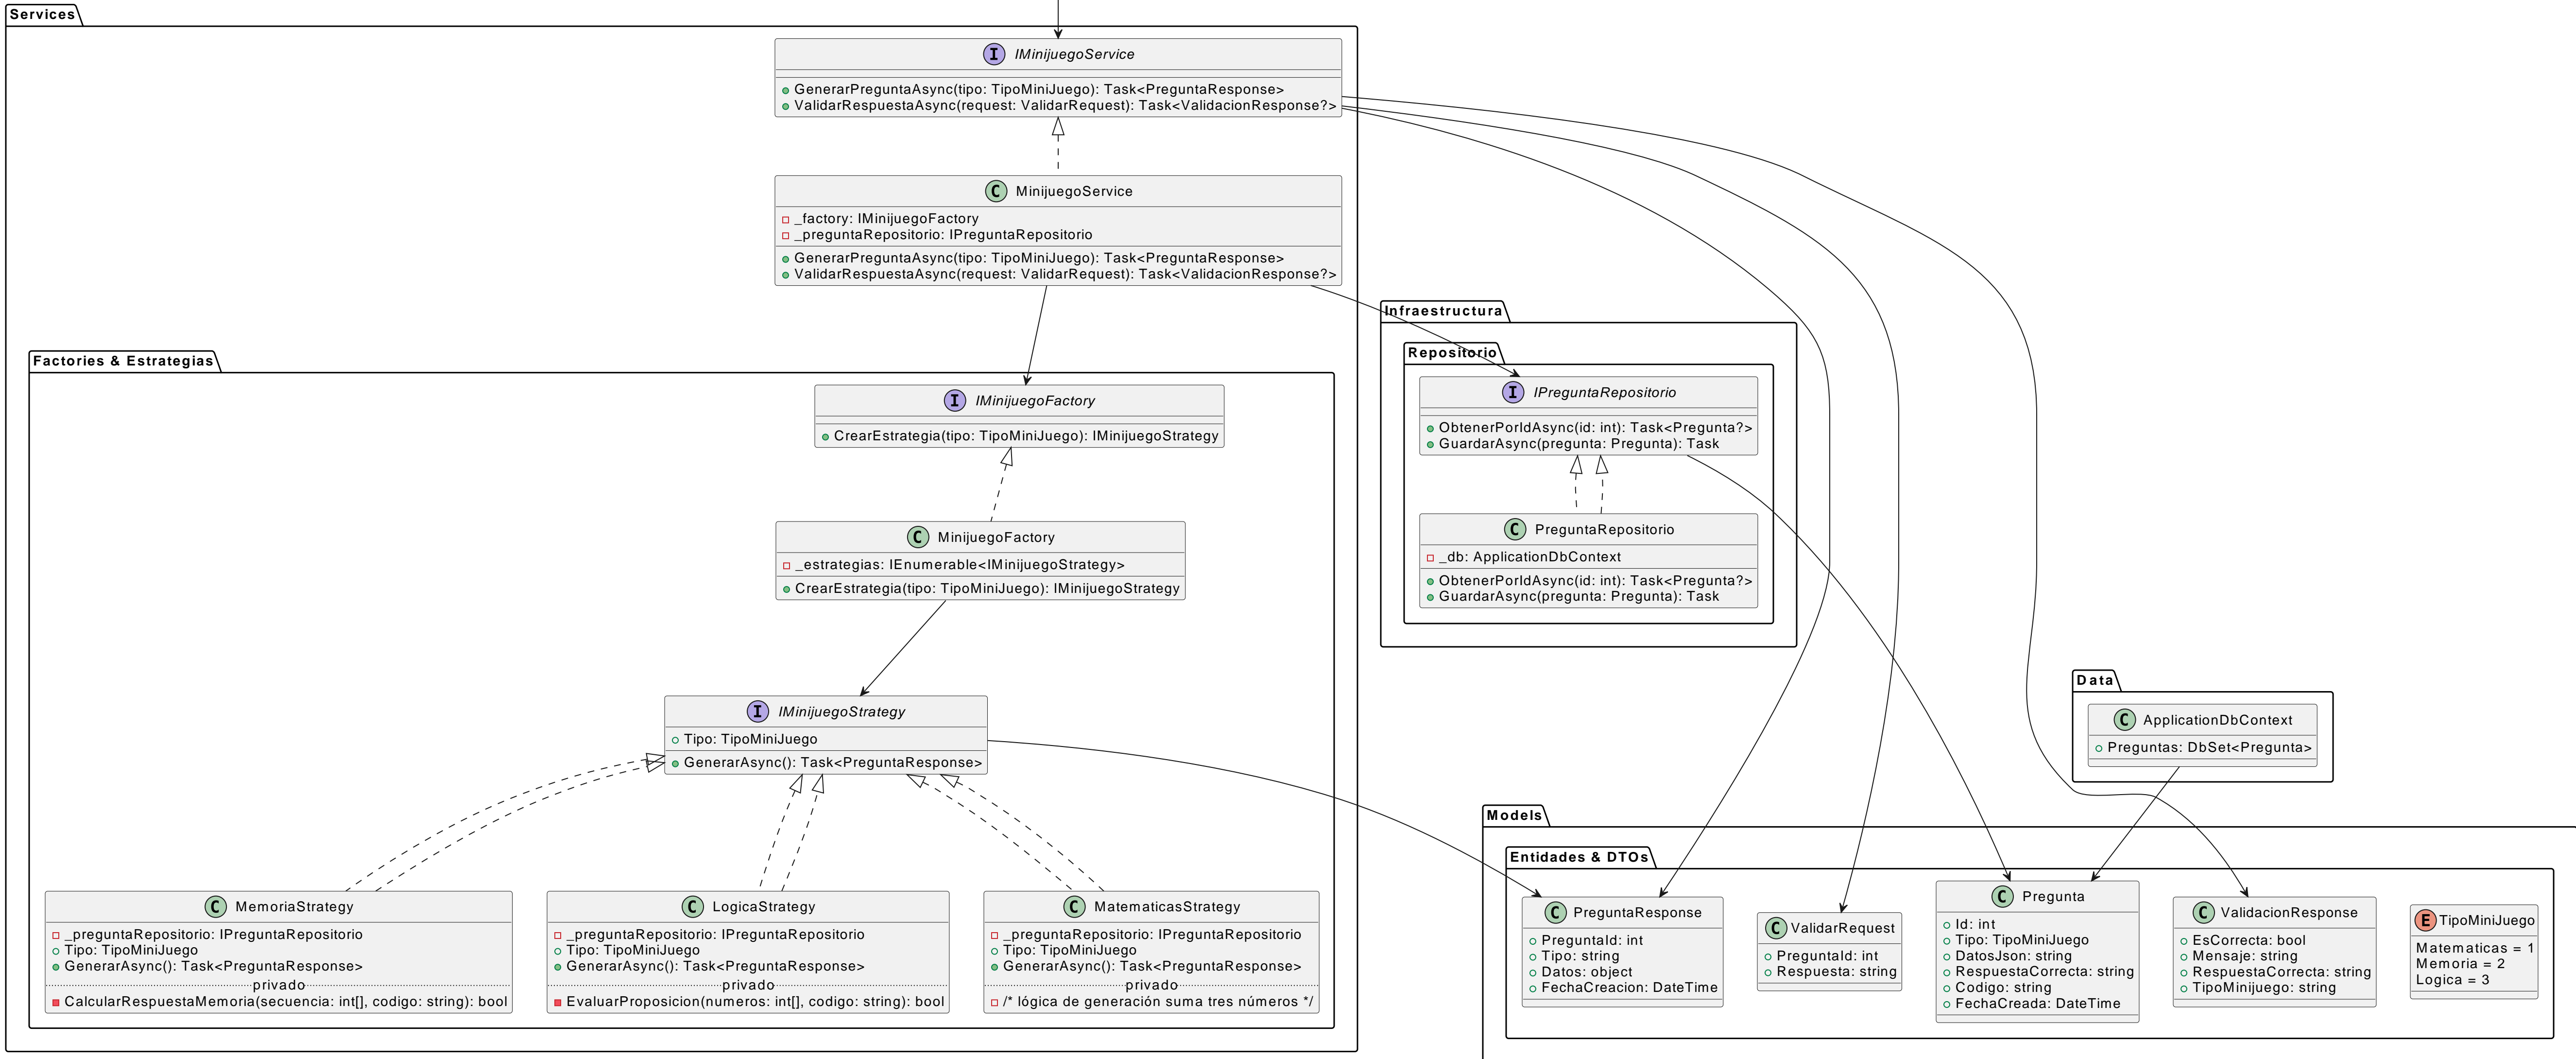 Services
I IMinijuegoService
GenerarPreguntaAsync(tipo: TipoMiniJuego): Task<PreguntaResponse>
ValidarRespuestaAsync(request: ValidarRequest): Task<ValidacionResponse?>
C MinijuegoService
_factory: IMinijuegoFactory
_preguntaRepositorio: IPreguntaRepositorio
GenerarPreguntaAsync(tipo: TipoMiniJuego): Task<PreguntaResponse>
ValidarRespuestaAsync(request: ValidarRequest): Task<ValidacionResponse?>
Factories & Estrategias
I IMinijuegoFactory
CrearEstrategia(tipo: TipoMiniJuego): IMinijuegoStrategy
C MinijuegoFactory
_estrategias: IEnumerable<IMinijuegoStrategy>
CrearEstrategia(tipo: TipoMiniJuego): IMinijuegoStrategy
I IMinijuegoStrategy
Tipo: TipoMiniJuego
GenerarAsync(): Task<PreguntaResponse>
C MemoriaStrategy
_preguntaRepositorio: IPreguntaRepositorio
Tipo: TipoMiniJuego
GenerarAsync(): Task<PreguntaResponse>
privado
CalcularRespuestaMemoria(secuencia: int[], codigo: string): bool
C LogicaStrategy
_preguntaRepositorio: IPreguntaRepositorio
Tipo: TipoMiniJuego
GenerarAsync(): Task<PreguntaResponse>
privado
EvaluarProposicion(numeros: int[], codigo: string): bool
C MatematicasStrategy
_preguntaRepositorio: IPreguntaRepositorio
Tipo: TipoMiniJuego
GenerarAsync(): Task<PreguntaResponse>
privado
/* lógica de generación suma tres números */
Infraestructura
Repositorio
I IPreguntaRepositorio
ObtenerPorIdAsync(id: int): Task<Pregunta?>
GuardarAsync(pregunta: Pregunta): Task
C PreguntaRepositorio
_db: ApplicationDbContext
ObtenerPorIdAsync(id: int): Task<Pregunta?>
GuardarAsync(pregunta: Pregunta): Task
Data
C ApplicationDbContext
Preguntas: DbSet<Pregunta>
Models
Entidades & DTOs
C PreguntaResponse
PreguntaId: int
Tipo: string
Datos: object
FechaCreacion: DateTime
C ValidarRequest
PreguntaId: int
Respuesta: string
C Pregunta
Id: int
Tipo: TipoMiniJuego
DatosJson: string
RespuestaCorrecta: string
Codigo: string
FechaCreada: DateTime
C ValidacionResponse
EsCorrecta: bool
Mensaje: string
RespuestaCorrecta: string
TipoMinijuego: string
E TipoMiniJuego
Matematicas = 1
Memoria = 2
Logica = 3